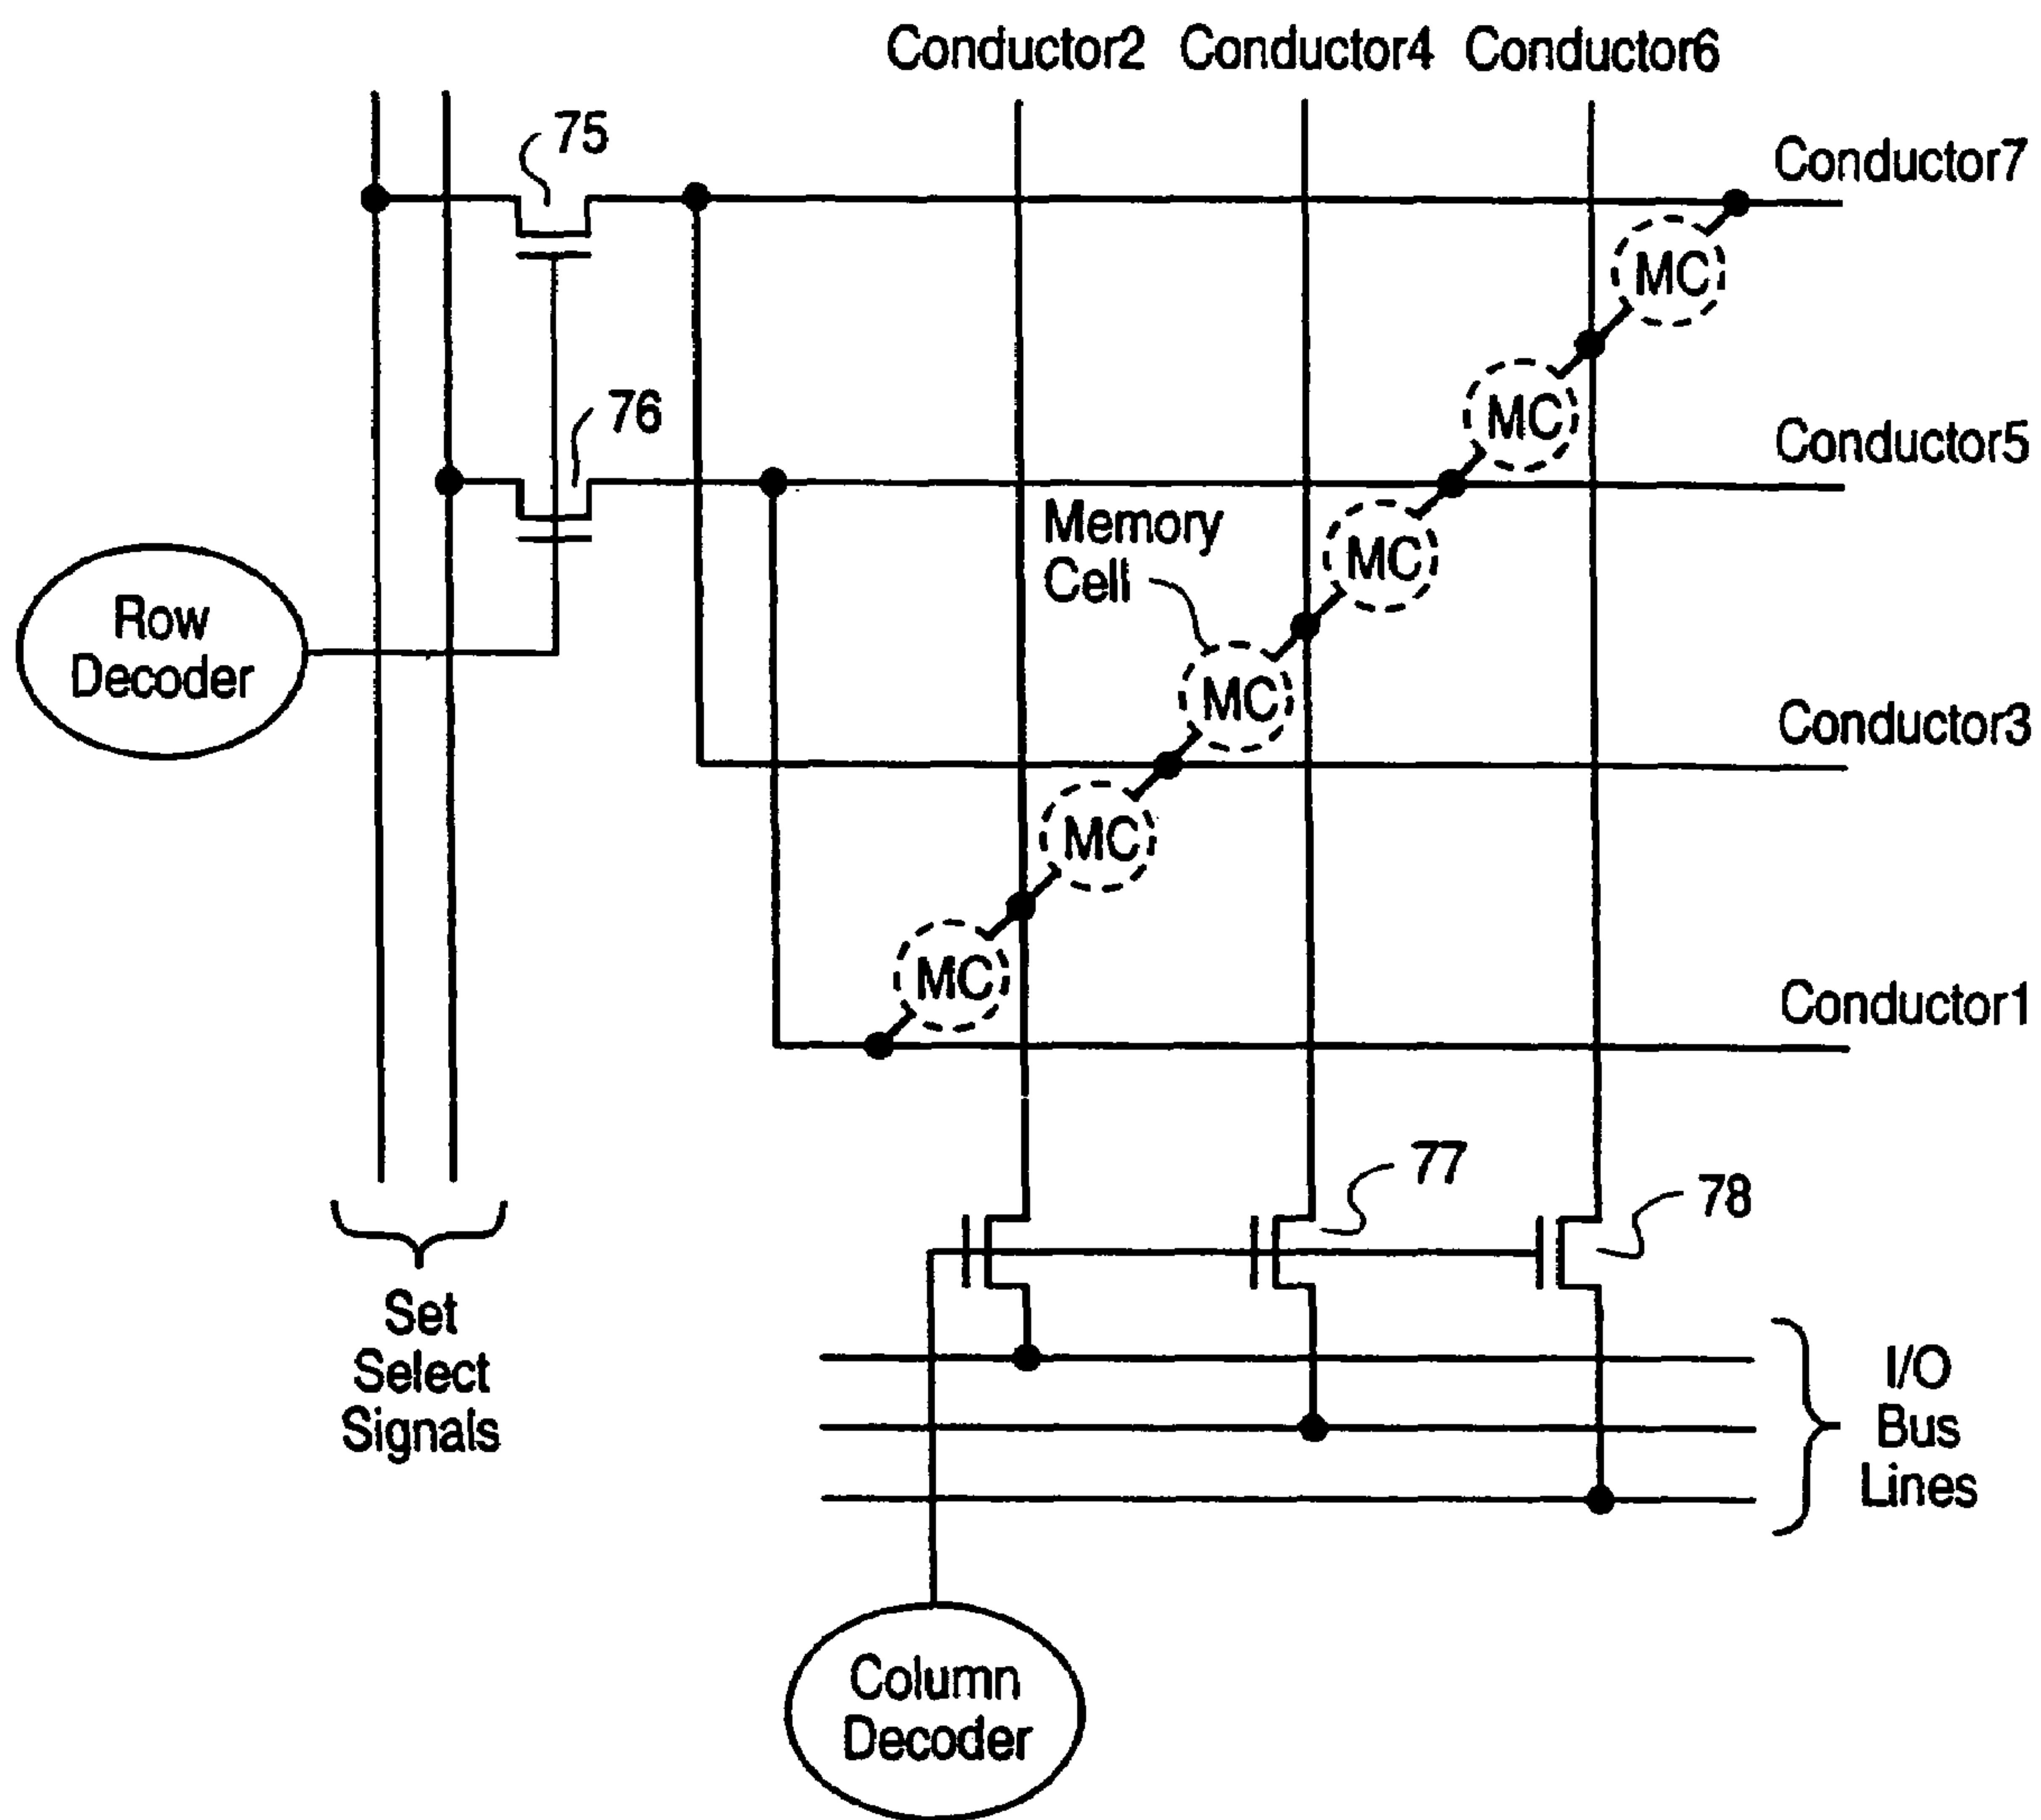 Conductor2 Conductor4 Conductor6
75
Conductor7
MC
76
MC
Conductor5
Memory
Cell
MC
Row
Decoder
MC
Conductor3
MC
MC
Conductor1
77
78
Set
Select
Signals
I/O
Bus
Lines
Column
Decoder